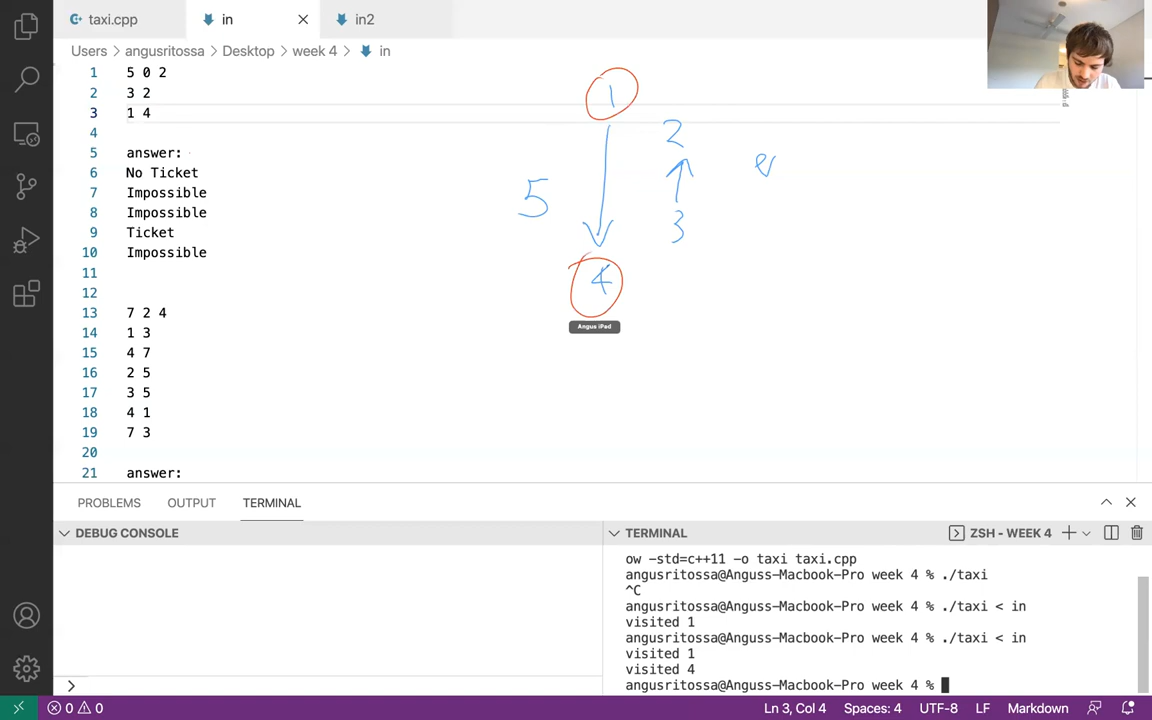 taxi.cpp
in
in2
Users > angusritossa > Desktop > week 4 > in
1 5 0 2
2 3 2
3 1 4
4
5 answer:
6 No Ticket
7 Impossible
8 Impossible
9 Ticket
10 Impossible
11
12
13 7 2 4
14 1 3
15 4 7
16 2 5
17 3 5
18 4 1
19 7 3
20
21 answer:
1
2
5
3
4
Angus iPad
PROBLEMS OUTPUT TERMINAL
DEBUG CONSOLE
>
TERMINAL
ZSH - WEEK 4
ow -std=c++11 -o taxi taxi.cpp
angusritossa@Anguss-Macbook-Pro week 4 % ./taxi
^C
angusritossa@Anguss-Macbook-Pro week 4 % ./taxi < in
visited 1
angusritossa@Anguss-Macbook-Pro week 4 % ./taxi < in
visited 1
visited 4
angusritossa@Anguss-Macbook-Pro week 4 %
0 0 Ln 3, Col 4 Spaces: 4 UTF-8 LF Markdown